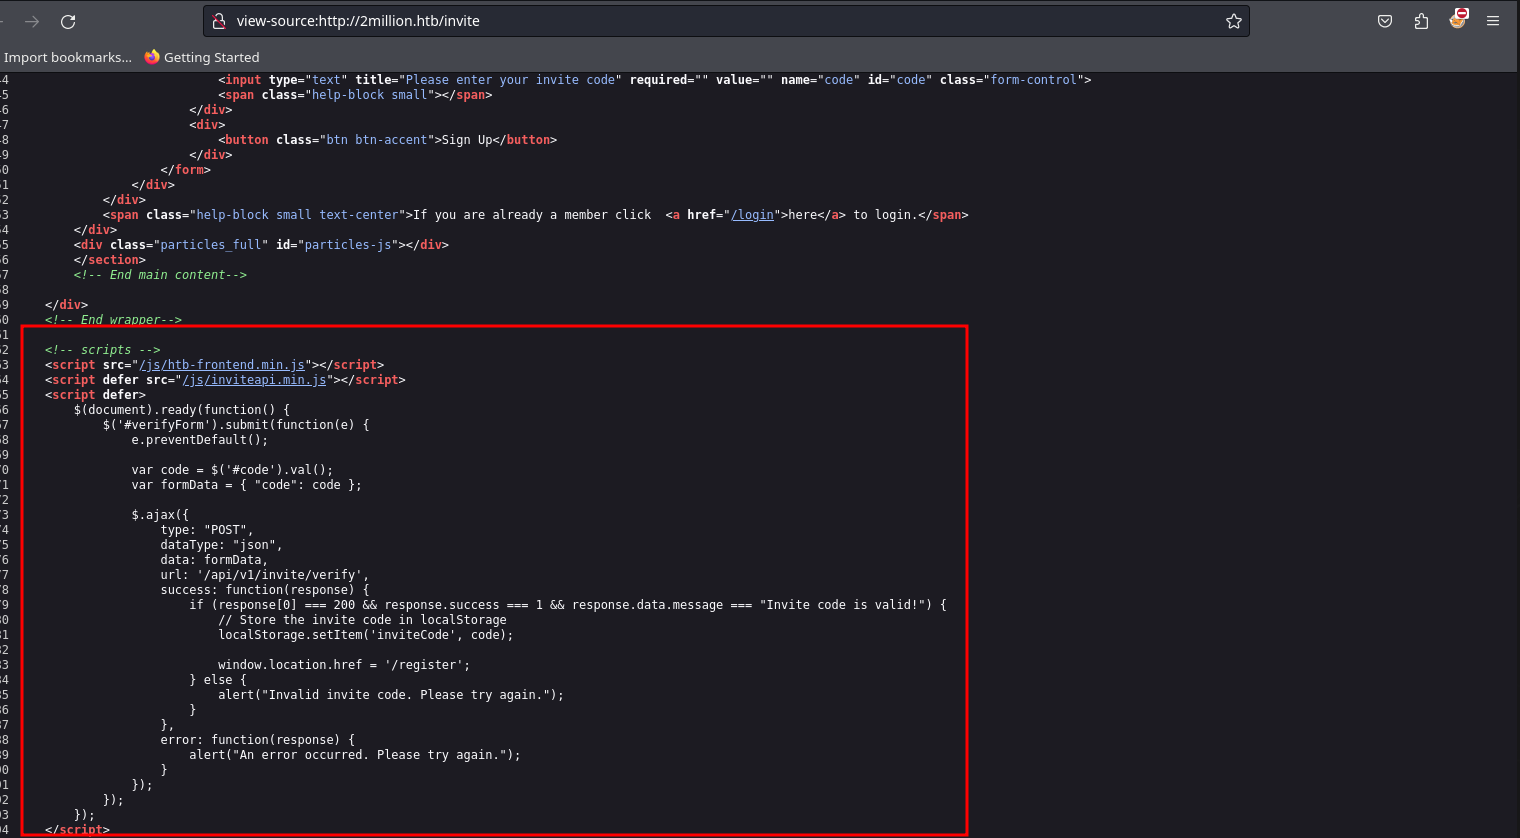 view-source:http://2million.htb/invite
Import bookmarks... Getting Started
4 <input type="text" title="Please enter your invite code" required="" value="" name="code" id="code" class="form-control">
5 <span class="help-block small"></span>
6 </div>
7 <div>
8 <button class="btn btn-accent">Sign Up</button>
9 </div>
0 </form>
1 </div>
2 </div>
3 <span class="help-block small text-center">If you are already a member click  <a href="/login">here</a> to login.</span>
4 </div>
5 <div class="particles_full" id="particles-js"></div>
6 </section>
7 <!-- End main content-->
8
9 </div>
0 <!-- End wrapper-->
1
2 <!-- scripts -->
3 <script src="/js/htb-frontend.min.js"></script>
4 <script defer src="/js/inviteapi.min.js"></script>
5 <script defer>
6 $(document).ready(function() {
7 $('#verifyForm').submit(function(e) {
8 e.preventDefault();
9
0 var code = $('#code').val();
1 var formData = { "code": code };
2
3 $.ajax({
4 type: "POST",
5 dataType: "json",
6 data: formData,
7 url: '/api/v1/invite/verify',
8 success: function(response) {
9 if (response[0] === 200 && response.success === 1 && response.data.message === "Invite code is valid!") {
0 // Store the invite code in localStorage
1 localStorage.setItem('inviteCode', code);
2
3 window.location.href = '/register';
4 } else {
5 alert("Invalid invite code. Please try again.");
6 }
7 },
8 error: function(response) {
9 alert("An error occurred. Please try again.");
0 }
1 });
2 });
3 });
4 </script>